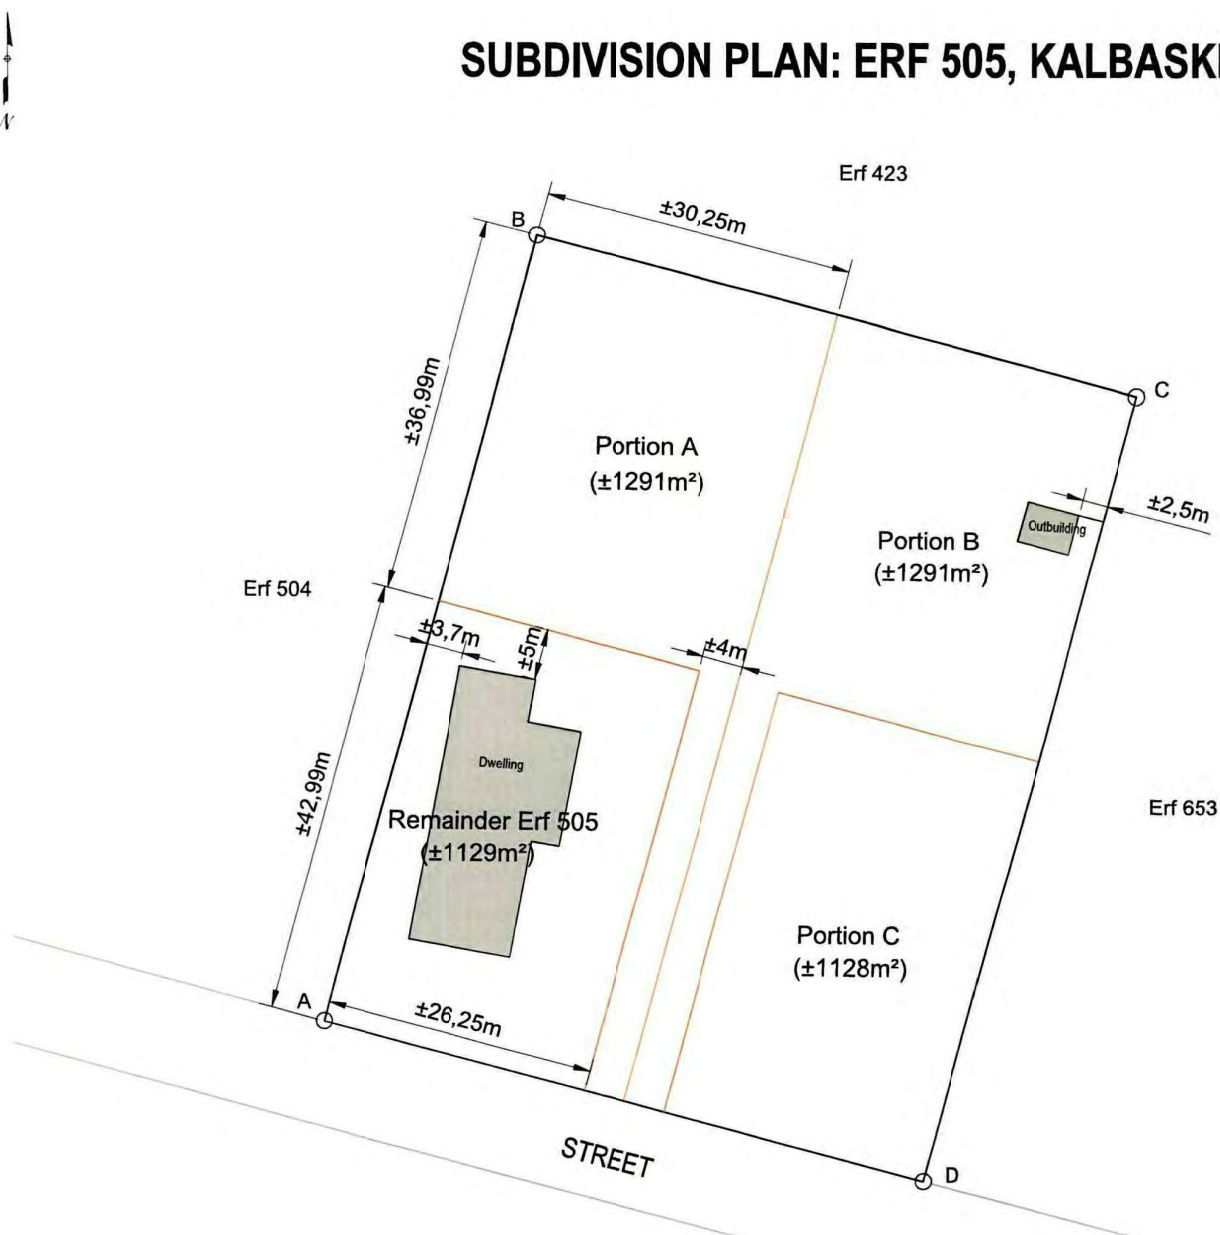 SUBDIVISION PLAN: ERF 505,
N
Erf 423
±30,25m
B
C
±36,99m
Portion A
(±1291m²)
±2,5m
Outbuilding
Portion B
(±1291m²)
Erf 504
±3,7m
±5m
±4m
Dwelling
±42,99m
Remainder Erf 505
(±1129m²)
Erf 653
Portion C
(±1128m²)
A
±26,25m
STREET
D